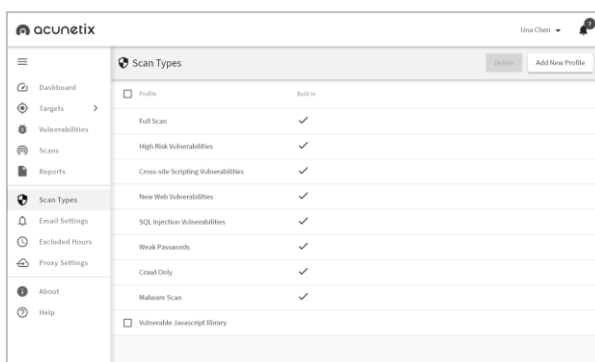 acunetix
Una Chen
7
Scan Types
Delete
Add New Profile
Dashboard
Targets
Vulnerabilities
Scans
Reports
Scan Types
Email Settings
Excluded Hours
Proxy Settings
About
Help
Profile
Built In
Full Scan
High Risk Vulnerabilities
Cross-site Scripting Vulnerabilities
New Web Vulnerabilities
SQL Injection Vulnerabilities
Weak Passwords
Crawl Only
Malware Scan
Vulnerable Javascript library